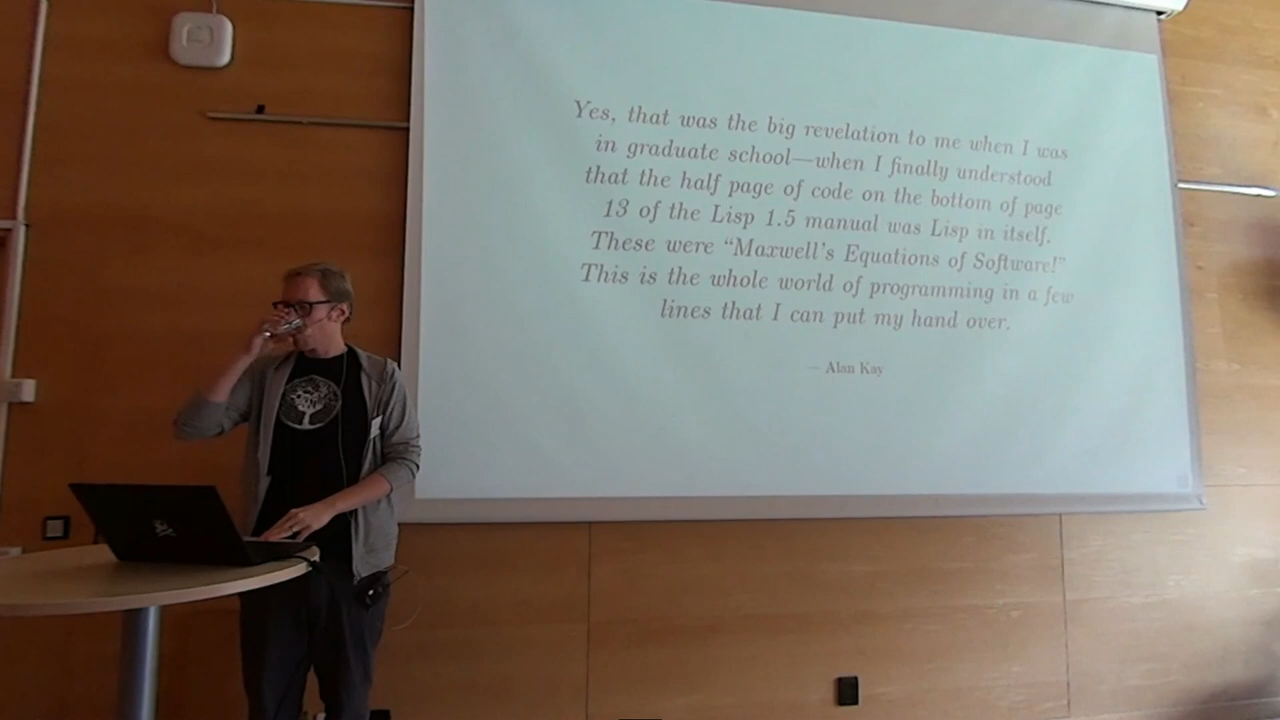 Yes, that was the big revelation to me when I was
in graduate school—when I finally understood
that the half page of code on the bottom of page
13 of the Lisp 1.5 manual was Lisp in itself.
These were “Maxwell’s Equations of Software!”
This is the whole world of programming in a few
lines that I can put my hand over.
— Alan Kay